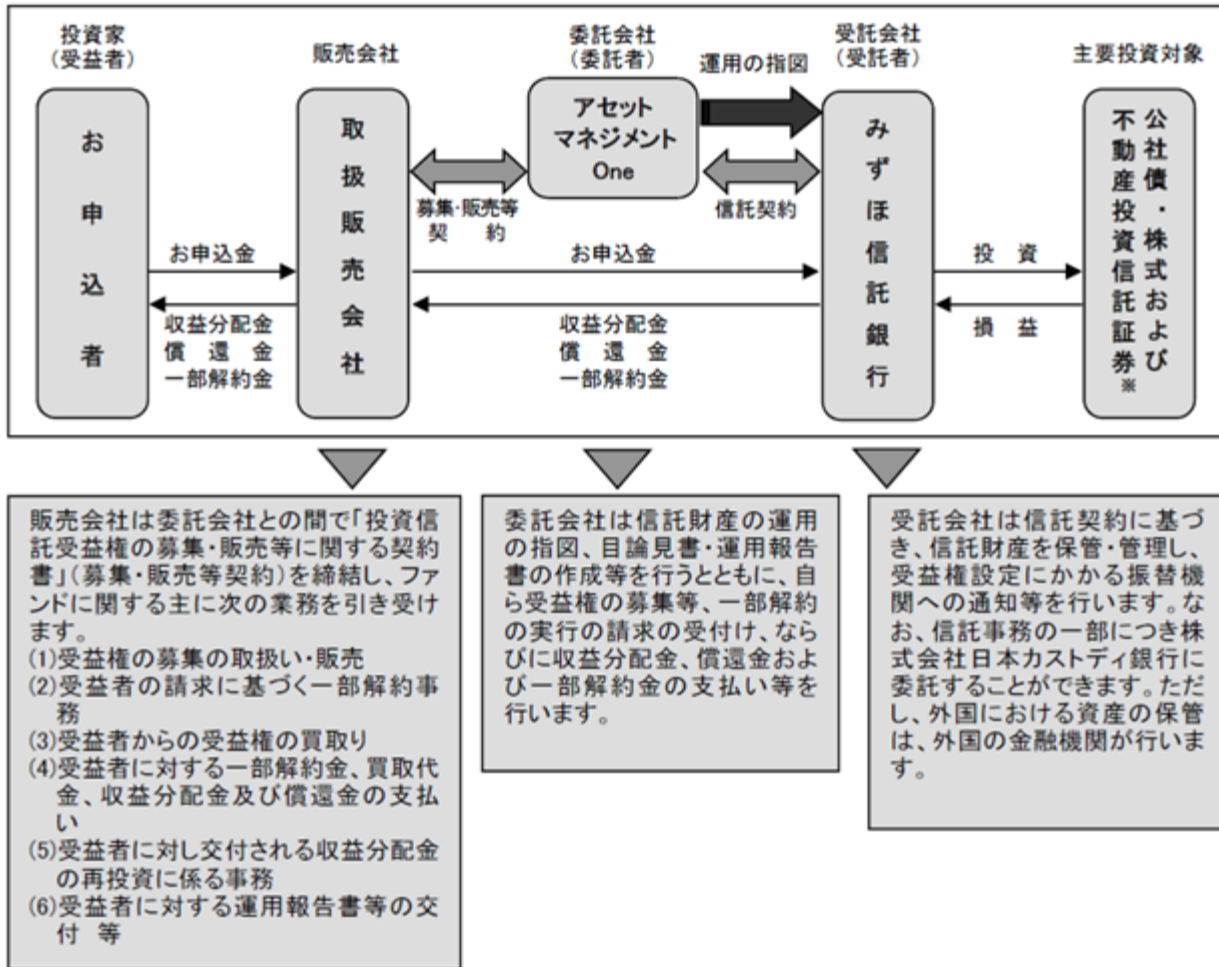 投資家
（受益者）
販売会社
委託会社
（委託者）
運用の指図
受託会社
（受託者）
主要投資対象
お申込者
取扱販売会社
アセット
マネジメント
One
みずほ信託銀行
公社債・株式および
不動産投資信託証券※
募集・販売等
契　約
信託契約
お申込金
お申込金
投　資
収益分配金
償　還　金
一部解約金
収益分配金
償　還　金
一部解約金
損　益
販売会社は委託会社との間で「投資信
託受益権の募集・販売等に関する契約
書」（募集・販売等契約）を締結し、ファ
ンドに関する主に次の業務を引き受け
ます。
(1)受益権の募集の取扱い・販売
(2)受益者の請求に基づく一部解約事
務
(3)受益者からの受益権の買取り
(4)受益者に対する一部解約金、買取代
金、収益分配金及び償還金の支払
い
(5)受益者に対し交付される収益分配金
の再投資に係る事務
(6)受益者に対する運用報告書等の交
付　等
委託会社は信託財産の運用
の指図、目論見書・運用報告
書の作成等を行うとともに、自
ら受益権の募集等、一部解約
の実行の請求の受付け、なら
びに収益分配金、償還金およ
び一部解約金の支払い等を
行います。
受託会社は信託契約に基づ
き、信託財産を保管・管理し、
受益権設定にかかる振替機
関への通知等を行います。な
お、信託事務の一部につき株
式会社日本カストディ銀行に
委託することができます。ただ
し、外国における資産の保管
は、外国の金融機関が行いま
す。